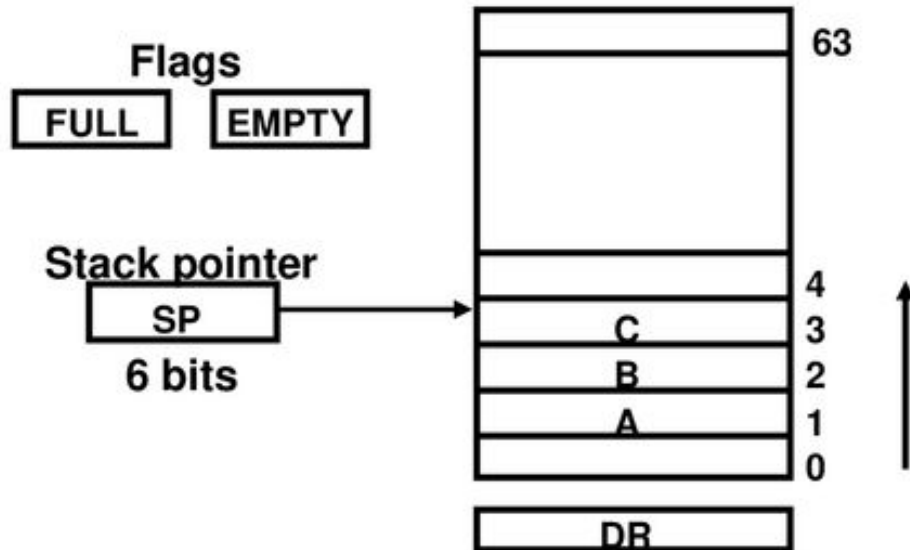 Flags
FULL
EMPTY
Stack pointer
SP
6 bits
63
4
C 3
B 2
A 1
0
DR